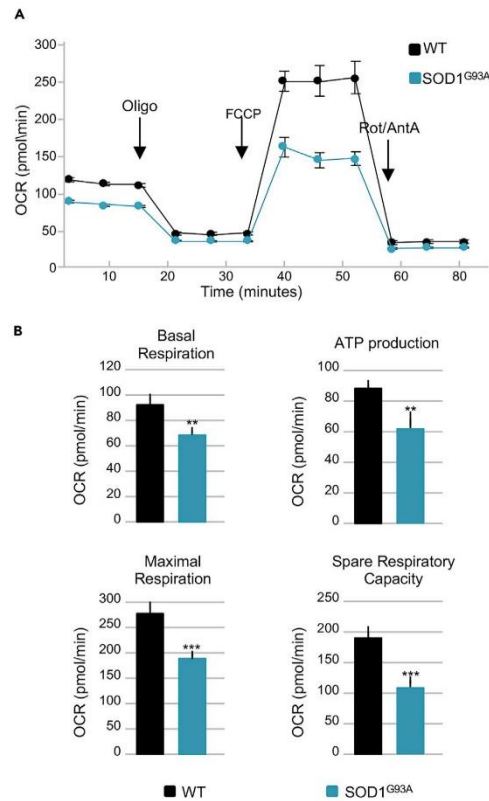 A
300
250
200
150
100
50
0
OCR (pmol\min)
Oligo
FCCP
Rot/AntA
WT
SOD1G93A
10 20 30 40 50 60 70 80
Time (minutes)
B
Basal
Respiration
120
100
80
60
40
20
0
OCR (pmol/min)
**
ATP production
100
80
60
40
20
0
OCR (pmol/min)
**
Maximal
Respiration
300
250
200
150
200
150
50
0
OCR (pmol/min)
***
Spare Respiratory
Capacity
250
200
150
100
50
0
OCR (pmol/min)
***
WT
SOD1G93A